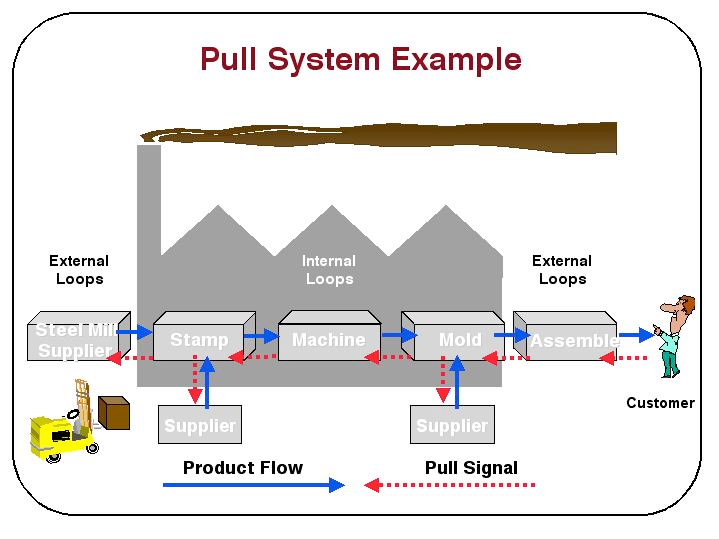 Pull System Example
External
Loops
Internal
Loops
External
Loops
Steel Mill
Supplier
Stamp
Machine
Mold
Assemble
Customer
Supplier
Supplier
Product Flow
Pull Signal